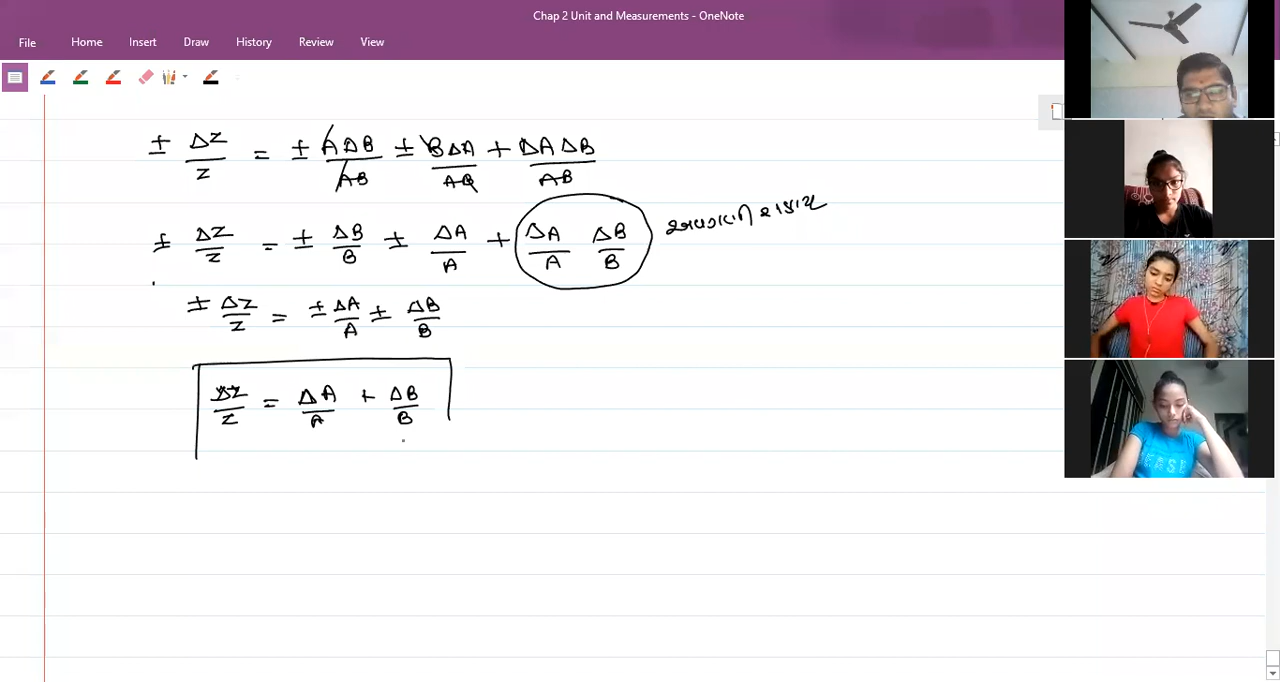 Chap 2 Unit and Measurements - OneNote
File Home Insert Draw History Review View
± ΔZ/Z = ± AΔB/AB ± BΔA/AB + ΔAΔB/AB
± ΔZ/Z = ± ΔB/B ± ΔA/A + ΔA/A ΔB/B
± ΔZ/Z = ± ΔA/A ± ΔB/B
ΔZ/Z = ΔA/A + ΔB/B